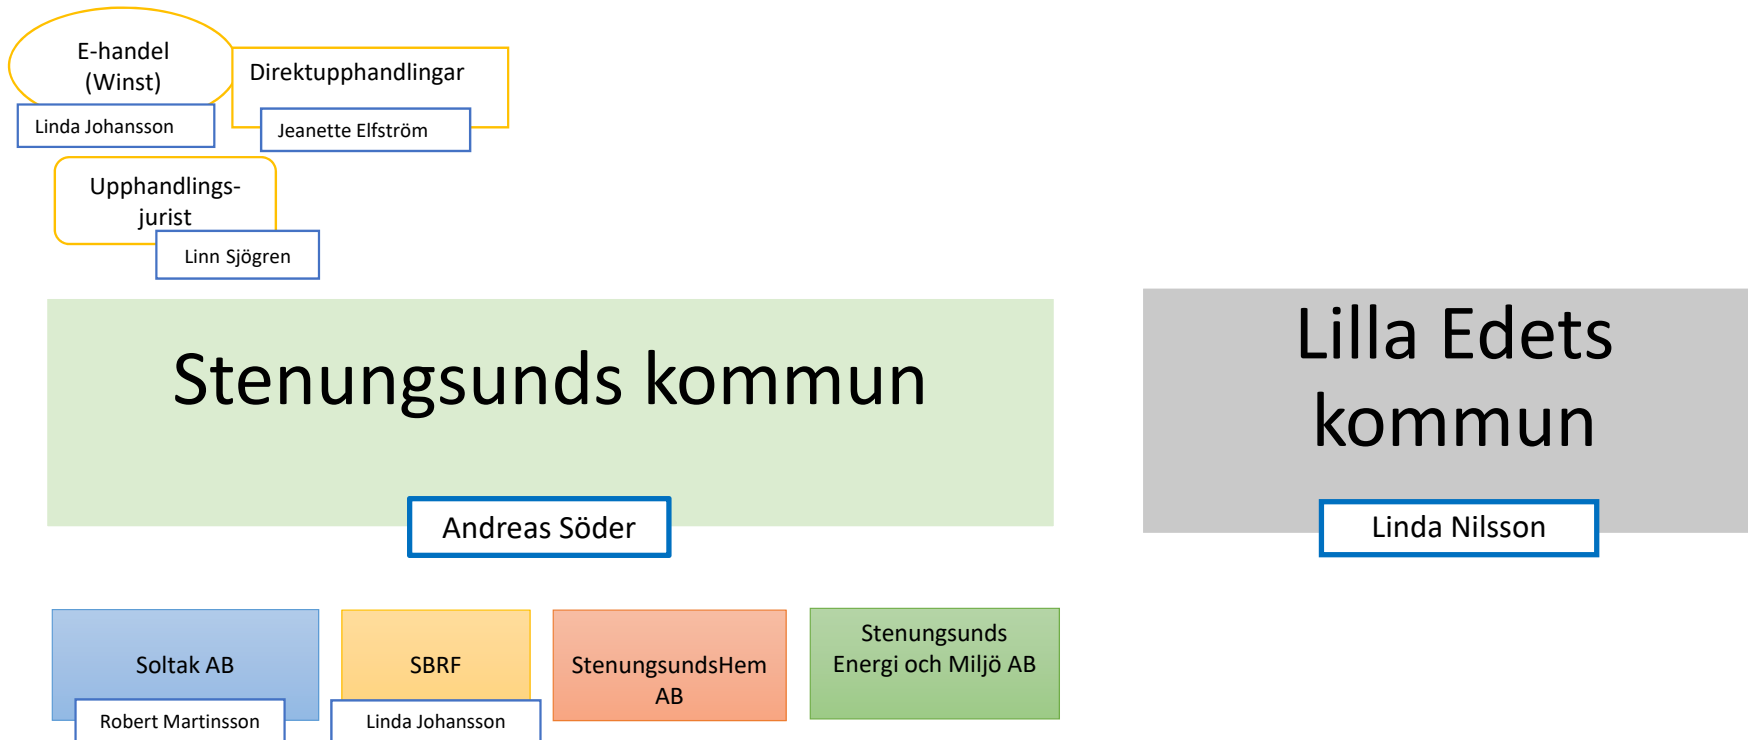 E-handel
(Winst)
Linda Johansson
Direktupphandlingar
Jeanette Elfström
Upphandlings-
jurist
Linn Sjögren
Stenungsunds kommun
Andreas Söder
Lilla Edets
kommun
Linda Nilsson
Soltak AB
Robert Martinsson
SBRF
Linda Johansson
StenungsundsHem
AB
Stenungsunds
Energi och Miljö AB